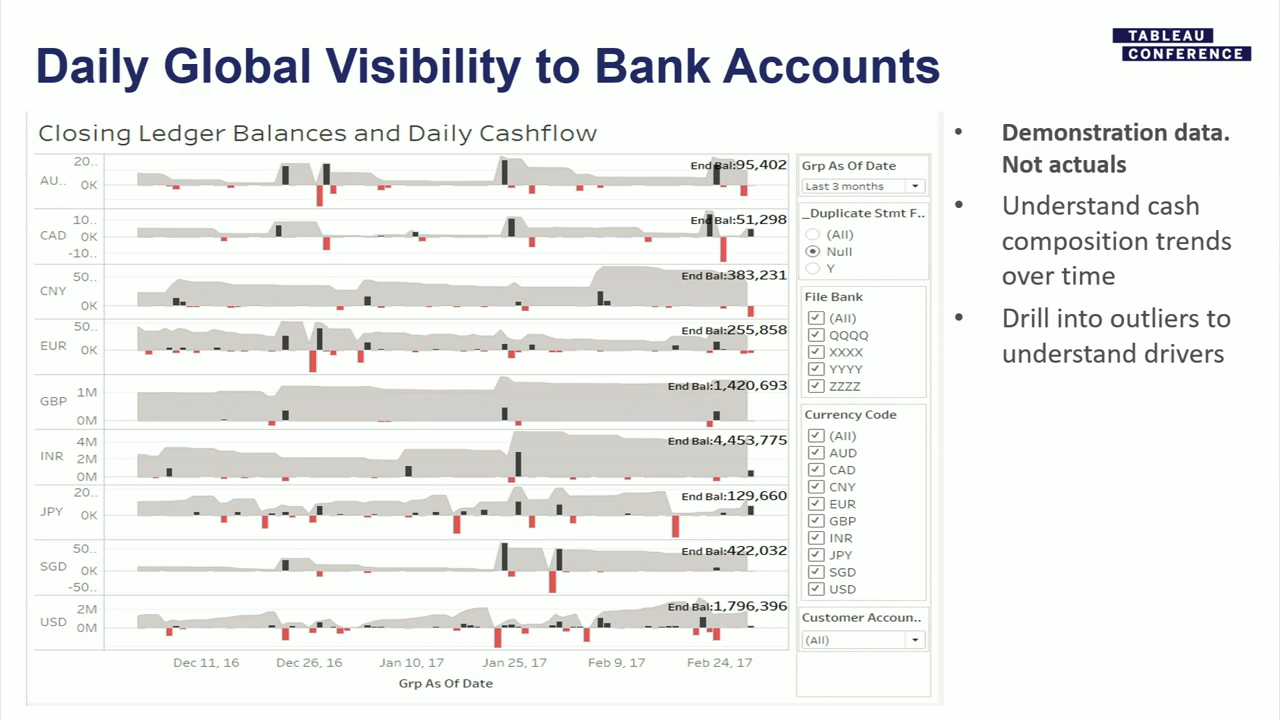 TABLEAU
CONFERENCE
Daily Global Visibility to Bank Accounts
Closing Ledger Balances and Daily Cashflow
20..
AU..
0K
End Bal:95,402
10..
CAD
0K
-10..
End Bal:51,298
50..
CNY
0K
End Bal:383,231
50..
EUR
0K
End Bal:255,858
1M
GBP
0M
End Bal:1,420,693
4M
INR
2M
0M
End Bal:4,453,775
20..
JPY
0K
End Bal:129,660
50..
SGD
0K
-50..
End Bal:422,032
2M
USD
0M
End Bal:1,796,396
Dec 11, 16
Dec 26, 16
Jan 10, 17
Jan 25, 17
Feb 9, 17
Feb 24, 17
Grp As Of Date
Grp As Of Date
Last 3 months
_Duplicate Stmt F..
(All)
Null
Y
File Bank
(All)
QQQQ
XXXX
YYYY
ZZZZ
Currency Code
(All)
AUD
CAD
CNY
EUR
GBP
INR
JPY
SGD
USD
Customer Accoun..
(All)
• Demonstration data.
Not actuals
• Understand cash
composition trends
over time
• Drill into outliers to
understand drivers